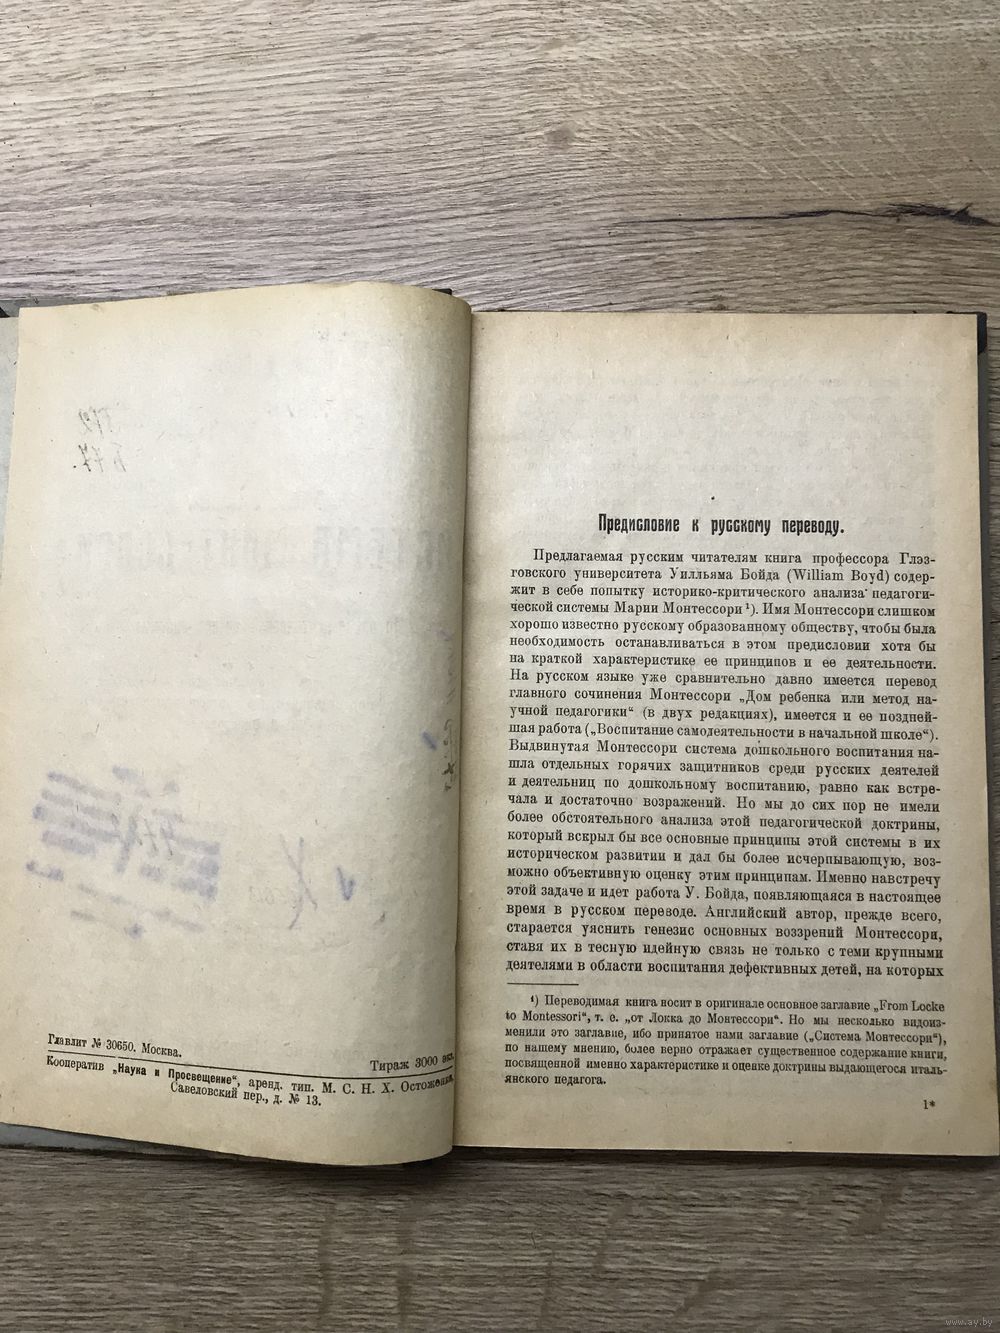 Главлит № 30650. Москва.
Тираж 3000 экз.
Кооператив „Наука и Просвещение“, аренд. тип. М. С. Н. Х. Остоженка,
Савеловский пер., д. № 13.
Предисловие к русскому переводу.
Предлагаемая русским читателям книга профессора Глэз-
говского университета Уилльяма Бойда (William Boyd) содер-
жит в себе попытку историко-критического анализа педагоги-
ческой системы Марии Монтессори ¹). Имя Монтессори слишком
хорошо известно русскому образованному обществу, чтобы была
необходимость останавливаться в этом предисловии хотя бы
на краткой характеристике ее принципов и ее деятельности.
На русском языке уже сравнительно давно имеется перевод
главного сочинения Монтессори „Дом ребенка или метод на-
учной педагогики“ (в двух редакциях), имеется и ее поздней-
шая работа („Воспитание самодеятельности в начальной школе“).
Выдвинутая Монтессори система дошкольного воспитания на-
шла отдельных горячих защитников среди русских деятелей
и деятельниц по дошкольному воспитанию, равно как встре-
чала и достаточно возражений. Но мы до сих пор не имели
более обстоятельного анализа этой педагогической доктрины,
который вскрыл бы все основные принципы этой системы в их
историческом развитии и дал бы более исчерпывающую, воз-
можно объективную оценку этим принципам. Именно навстречу
этой задаче и идет работа У. Бойда, появляющаяся в настоящее
время в русском переводе. Английский автор, прежде всего,
старается уяснить генезис основных воззрений Монтессори,
ставя их в тесную идейную связь не только с теми крупными
деятелями в области воспитания дефективных детей, на которых
¹) Переводимая книга носит в оригинале основное заглавие „From Locke
to Montessori“, т. е. „от Локка до Монтессори“. Но мы несколько видоиз-
менили это заглавие, ибо принятое нами заглавие („Система Монтессори“),
по нашему мнению, более верно отражает существенное содержание книги,
посвященной именно характеристике и оценке доктрины выдающегося италь-
янского педагога.
1*
www.ay.by